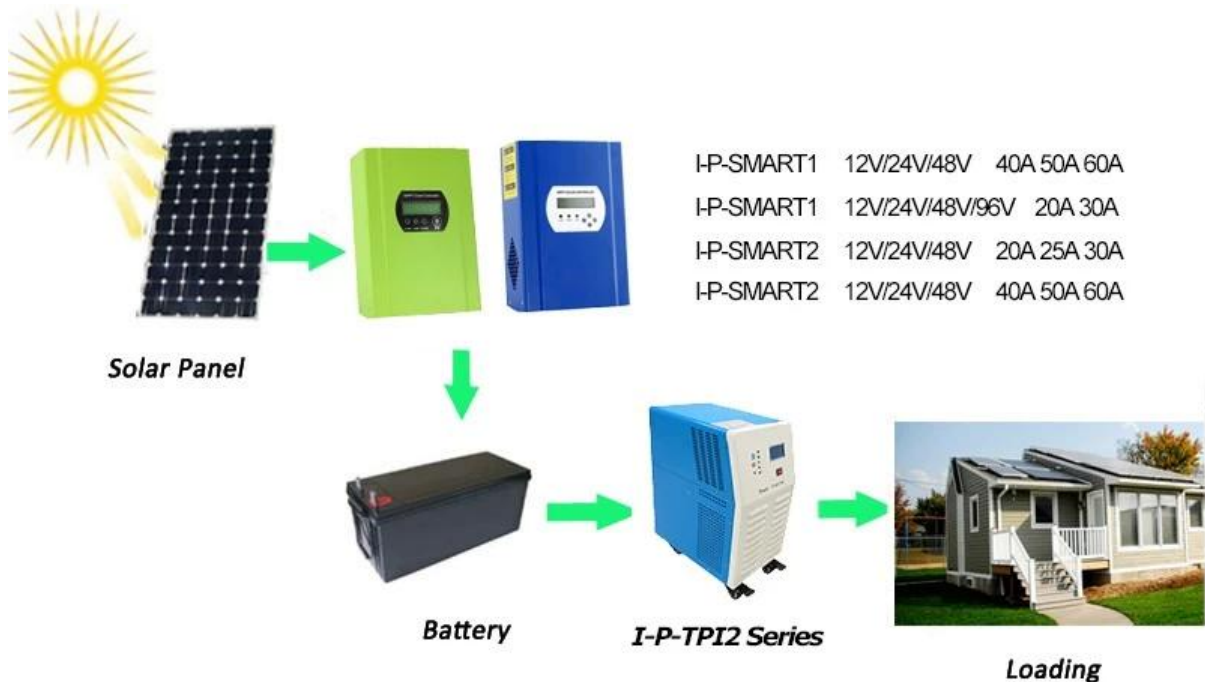 I-P-SMART1 12V/24V/48V 40A 50A 60A
I-P-SMART1 12V/24V/48V/96V 20A 30A
I-P-SMART2 12V/24V/48V 20A 25A 30A
I-P-SMART2 12V/24V/48V 40A 50A 60A
Solar Panel
Battery
I-P-TPI2 Series
Loading